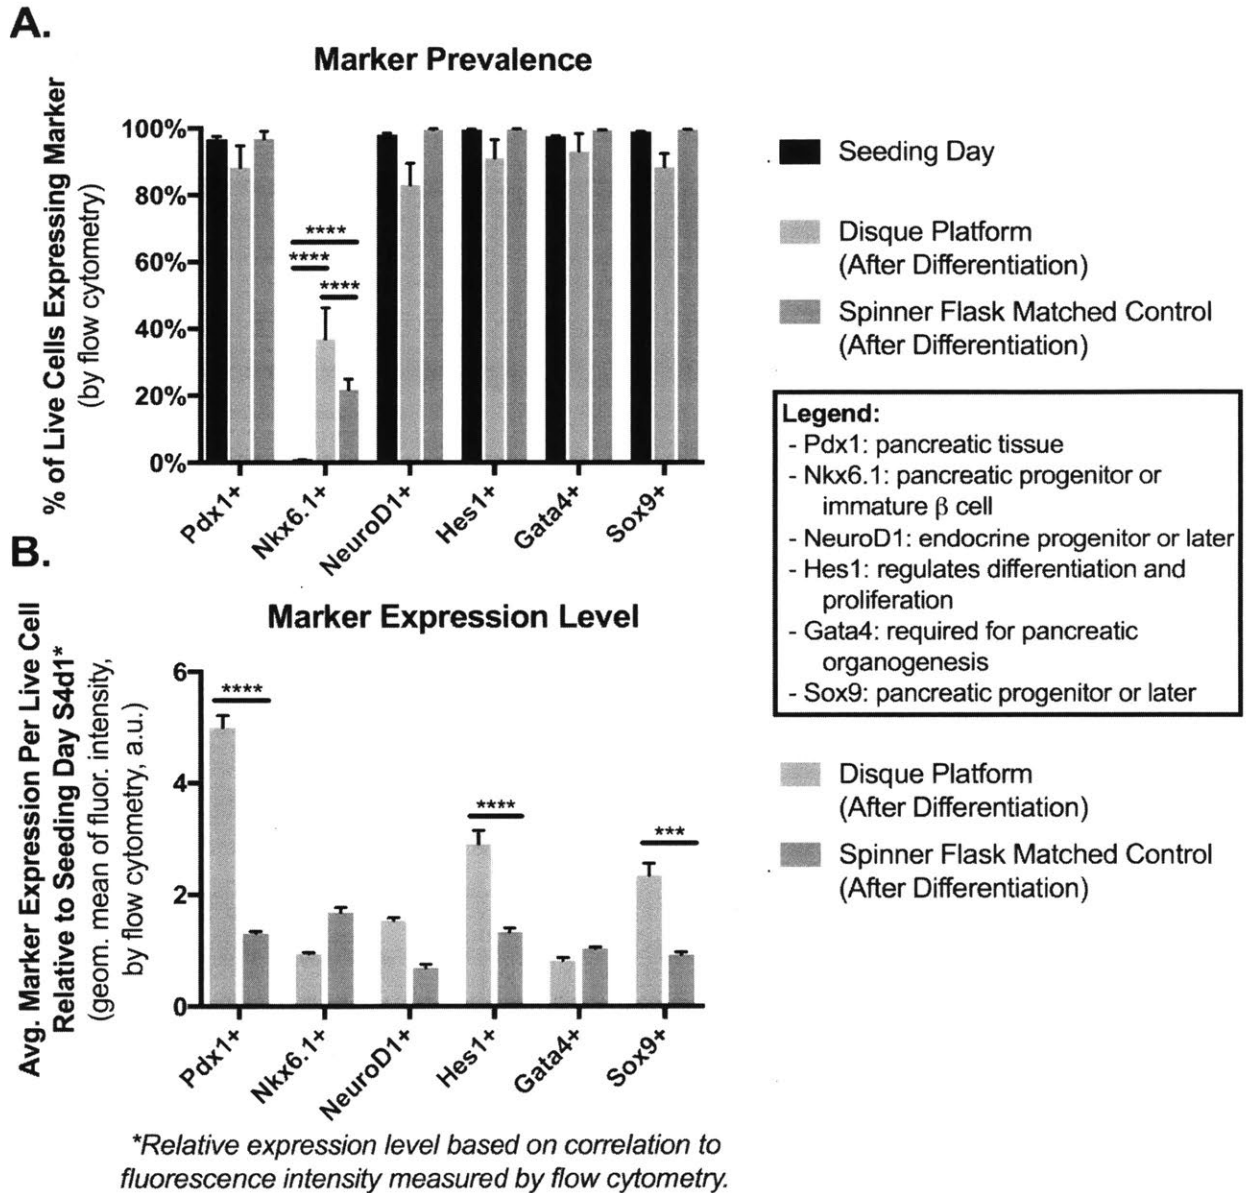 A.
Marker Prevalence
% of Live Cells Expressing Marker
(by flow cytometry)
100%
80%
60%
40%
20%
0%
****
****
****
Pdx1+
Nkx6.1+
NeuroD1+
Hes1+
Gata4+
Sox9+
Seeding Day
Disque Platform
(After Differentiation)
Spinner Flask Matched Control
(After Differentiation)
Legend:
- Pdx1: pancreatic tissue
- Nkx6.1: pancreatic progenitor or
immature β cell
- NeuroD1: endocrine progenitor or later
- Hes1: regulates differentiation and
proliferation
- Gata4: required for pancreatic
organogenesis
- Sox9: pancreatic progenitor or later
B.
Marker Expression Level
Avg. Marker Expression Per Live Cell
Relative to Seeding Day S4d1*
(geom. mean of fluor. intensity,
by flow cytometry, a.u.)
6
4
2
0
****
****
***
Pdx1+
Nkx6.1+
NeuroD1+
Hes1+
Gata4+
Sox9+
Disque Platform
(After Differentiation)
Spinner Flask Matched Control
(After Differentiation)
*Relative expression level based on correlation to
fluorescence intensity measured by flow cytometry.